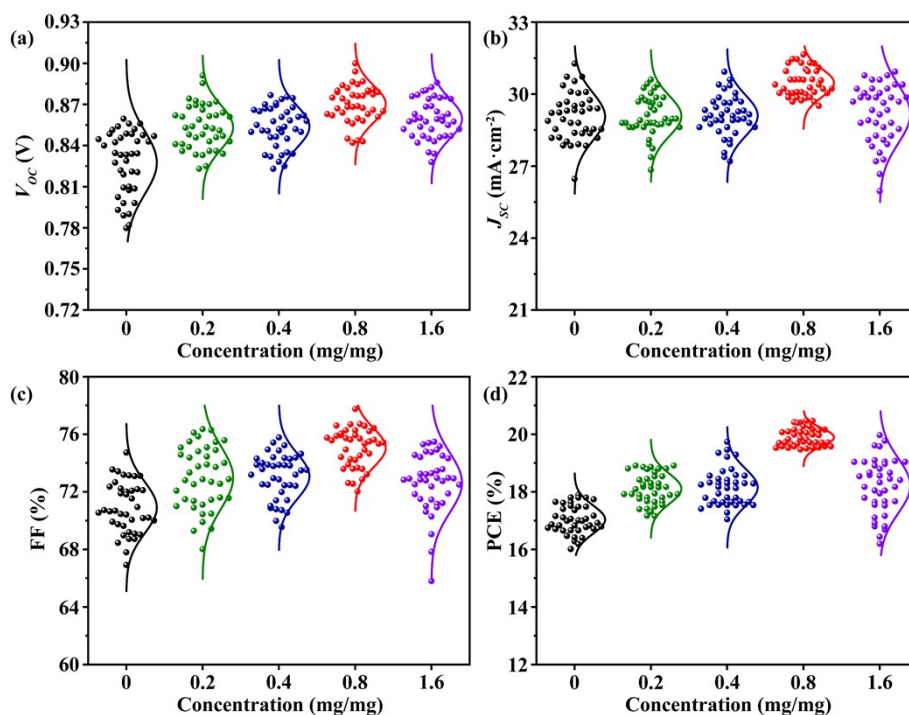 (a)
V_OC (V)
0.93
0.90
0.87
0.84
0.81
0.78
0.75
0.72
0 0.2 0.4 0.8 1.6
Concentration (mg/mg)
(b)
J_SC (mA·cm⁻²)
33
30
27
24
21
0 0.2 0.4 0.8 1.6
Concentration (mg/mg)
(c)
FF (%)
80
76
72
68
64
60
0 0.2 0.4 0.8 1.6
Concentration (mg/mg)
(d)
PCE (%)
22
20
18
16
14
12
0 0.2 0.4 0.8 1.6
Concentration (mg/mg)